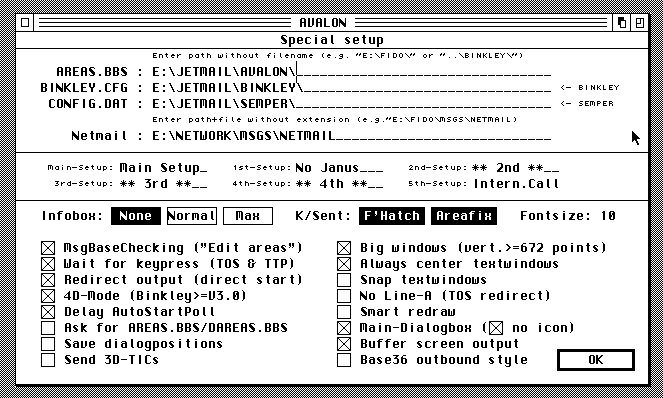 AVALON
Special setup
Enter path without filename (e.g. "E:\FIDO\" or "..\BINKLEY\")
AREAS.BBS : E:\JETMAIL\AVALON\
BINKLEY.CFG : E:\JETMAIL\BINKLEY\ <- BINKLEY
CONFIG.DAT : E:\JETMAIL\SEMPER\ <- SEMPER
Enter path+file without extension (e.g."E:\FIDO\MSGS\NETMAIL)
Netmail : E:\NETWORK\MSGS\NETMAIL
Main-Setup: Main Setup_ 1st-Setup: No Janus___ 2nd-Setup: ** 2nd **__
3rd-Setup: ** 3rd **__ 4th-Setup: ** 4th **__ 5th-Setup: Intern.Call
Infobox: None Normal Max K/Sent: F'Hatch Areafix Fontsize: 10
MsgBaseChecking ("Edit areas") Big windows (vert.>=672 points)
Wait for keypress (TOS & TTP) Always center textwindows
Redirect output (direct start) Snap textwindows
4D-Mode (Binkley>=V3.0) No Line-A (TOS redirect)
Delay AutoStartPoll Smart redraw
Ask for AREAS.BBS/DAREAS.BBS Main-Dialogbox ( no icon)
Save dialogpositions Buffer screen output
Send 3D-TICs Base36 outbound style OK